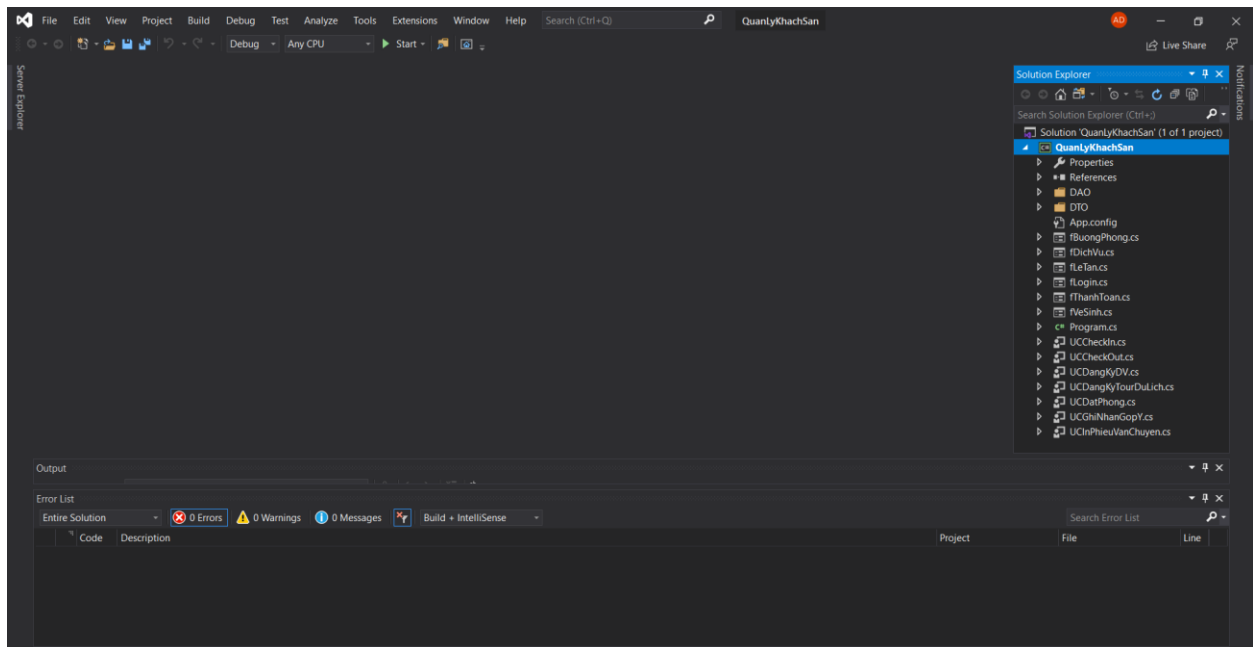 File Edit View Project Build Debug Test Analyze Tools Extensions Window Help Search (Ctrl+Q) QuanLyKhachSan AD
Debug Any CPU Start Live Share
Server Explorer
Notifications
Solution Explorer
Search Solution Explorer (Ctrl+;)
Solution 'QuanLyKhachSan' (1 of 1 project)
QuanLyKhachSan
Properties
References
DAO
DTO
App.config
fBuongPhong.cs
fDichVu.cs
fLeTan.cs
fLogin.cs
fThanhToan.cs
fVeSinh.cs
Program.cs
UCCheckIn.cs
UCCheckOut.cs
UCDangKyDV.cs
UCDangKyTourDuLich.cs
UCDatPhong.cs
UCGhiNhanGopY.cs
UCInPhieuVanChuyen.cs
Output
Error List
Entire Solution 0 Errors 0 Warnings 0 Messages Build + IntelliSense Search Error List
Code Description Project File Line